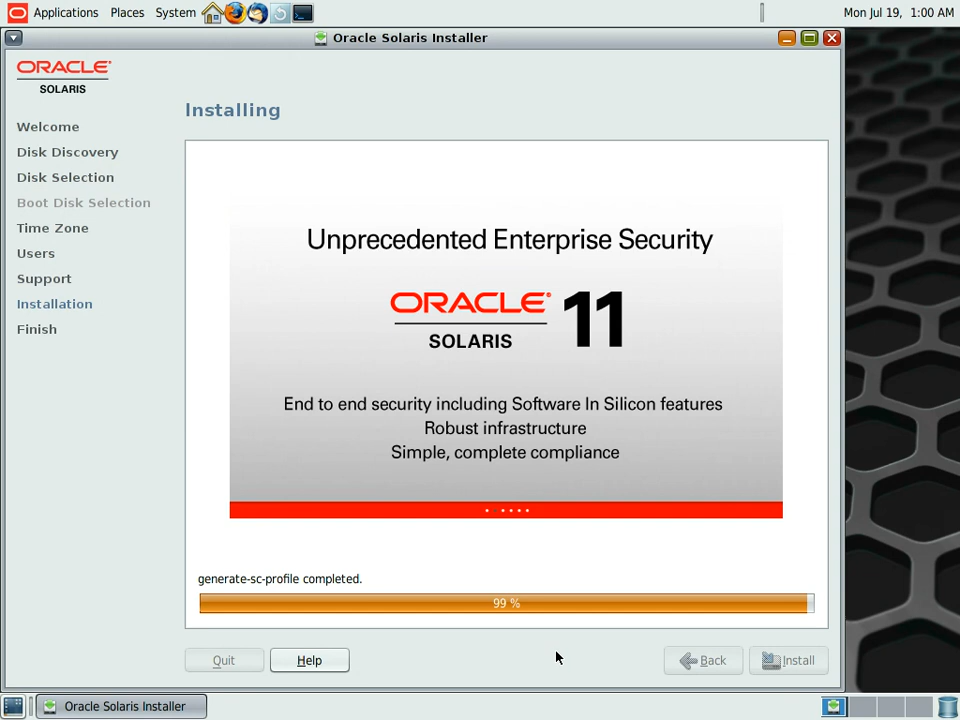 Applications Places System
Mon Jul 19, 1:00 AM
Oracle Solaris Installer
ORACLE®
SOLARIS
Installing
Welcome
Disk Discovery
Disk Selection
Boot Disk Selection
Time Zone
Users
Support
Installation
Finish
Unprecedented Enterprise Security
ORACLE®
SOLARIS
11
End to end security including Software In Silicon features
Robust infrastructure
Simple, complete compliance
generate-sc-profile completed.
99 %
Quit
Help
Back
Install
Oracle Solaris Installer